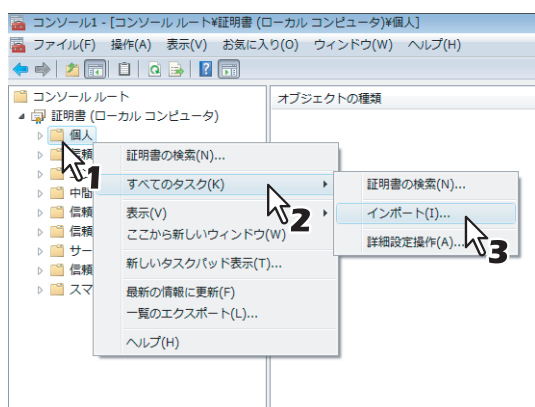 コンソール1 - [コンソール ルート¥証明書 (ローカル コンピュータ)¥個人]
ファイル(F) 操作(A) 表示(V) お気に入り(O) ウィンドウ(W) ヘルプ(H)
コンソール ルート
オブジェクトの種類
証明書 (ローカル コンピュータ)
個人
1
中間
信頼
信頼
サー
信頼
スマ
証明書の検索(N)...
すべてのタスク(K)
2
表示(V)
ここから新しいウィンドウ(W)
新しいタスクパッド表示(T)...
最新の情報に更新(F)
一覧のエクスポート(L)...
ヘルプ(H)
証明書の検索(N)...
インポート(I)...
詳細設定操作(A)...
3